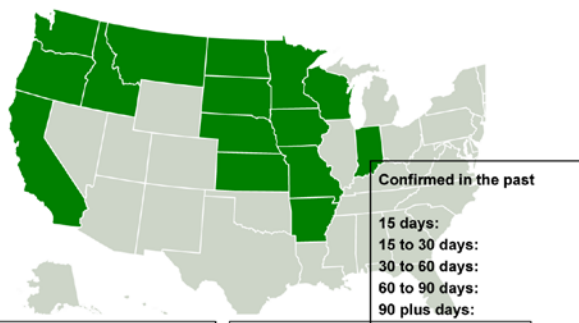 Confirmed in the past
15 days:
15 to 30 days:
30 to 60 days:
60 to 90 days:
90 plus days: